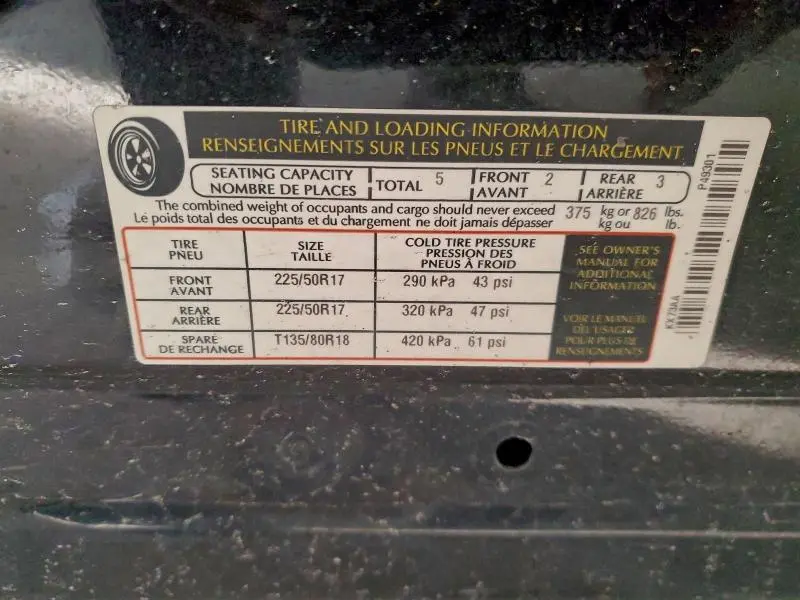 TIRE AND LOADING INFORMATION
RENSEIGNEMENTS SUR LES PNEUS ET LE CHARGEMENT
SEATING CAPACITY
NOMBRE DE PLACES
TOTAL 5
FRONT
AVANT 2
REAR
ARRIÈRE 3
The combined weight of occupants and cargo should never exceed 375 kg or 826 lbs.
Le poids total des occupants et du chargement ne doit jamais dépasser kg ou lb.
TIRE
PNEU
SIZE
TAILLE
COLD TIRE PRESSURE
PRESSION DES
PNEUS À FROID
SEE OWNER'S
MANUAL FOR
ADDITIONAL
INFORMATION
FRONT
AVANT
225/50R17
290 kPa 43 psi
REAR
ARRIÈRE
225/50R17
320 kPa 47 psi
VOIR LE MANUEL
DE L'USAGER
POUR PLUS DE
RENSEIGNEMENTS
SPARE
DE RECHANGE
T135/80R18
420 kPa 61 psi
P49301
KX73AA